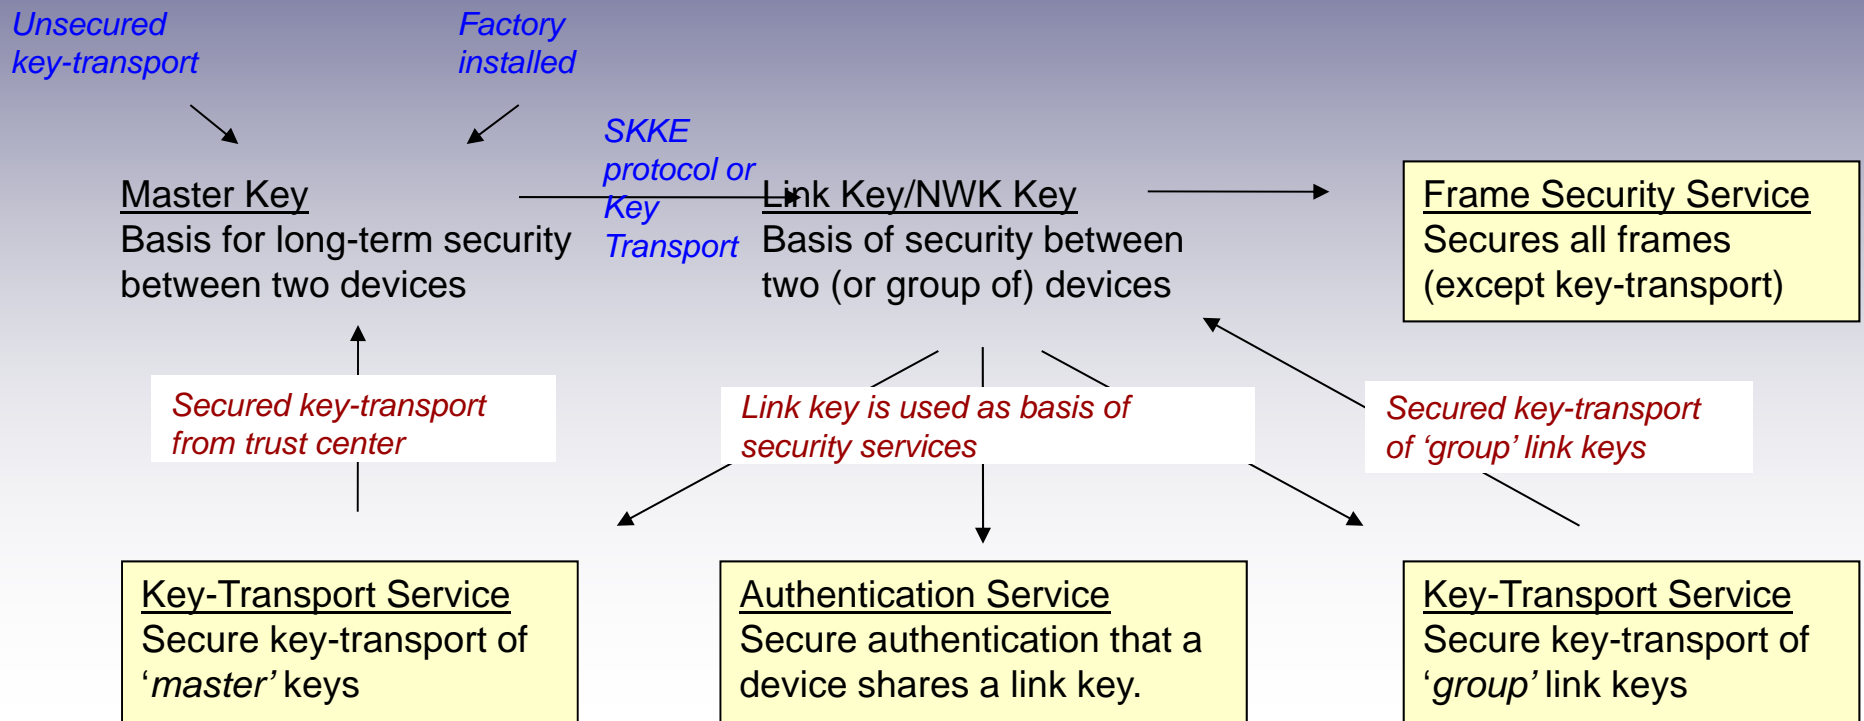 Unsecured
key-transport
Factory
installed
SKKE
protocol or
Key
Transport
Master Key
Basis for long-term security
between two devices
Link Key/NWK Key
Basis of security between
two (or group of) devices
Frame Security Service
Secures all frames
(except key-transport)
Secured key-transport
from trust center
Link key is used as basis of
security services
Secured key-transport
of ‘group’ link keys
Key-Transport Service
Secure key-transport of
‘master’ keys
Authentication Service
Secure authentication that a
device shares a link key.
Key-Transport Service
Secure key-transport of
‘group’ link keys